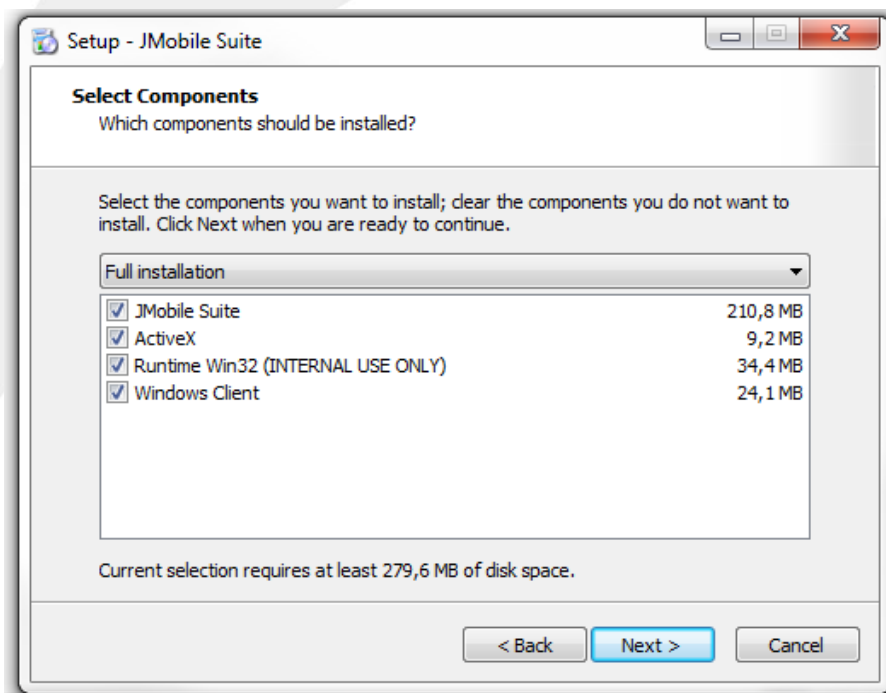 Setup - JMobile Suite
Select Components
Which components should be installed?
Select the components you want to install; clear the components you do not want to
install. Click Next when you are ready to continue.
Full installation
JMobile Suite 210,8 MB
ActiveX 9,2 MB
Runtime Win32 (INTERNAL USE ONLY) 34,4 MB
Windows Client 24,1 MB
Current selection requires at least 279,6 MB of disk space.
< Back Next > Cancel